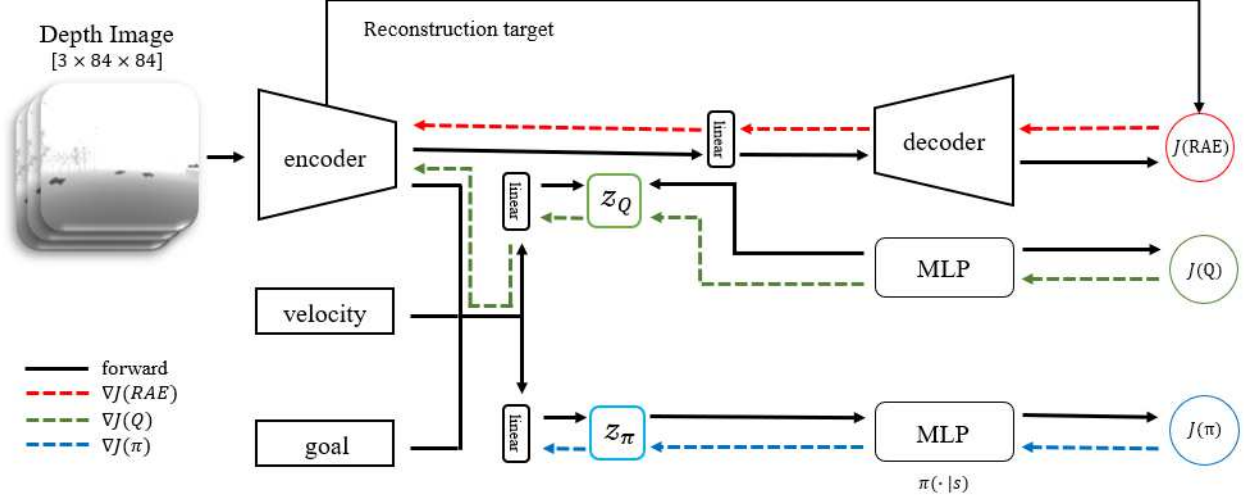 Reconstruction target
Depth Image
[3 × 84 × 84]
encoder
linear
decoder
J(RAE)
linear
z_Q
MLP
J(Q)
velocity
forward
∇J(RAE)
∇J(Q)
∇J(π)
goal
linear
z_π
MLP
J(π)
π(· |s)